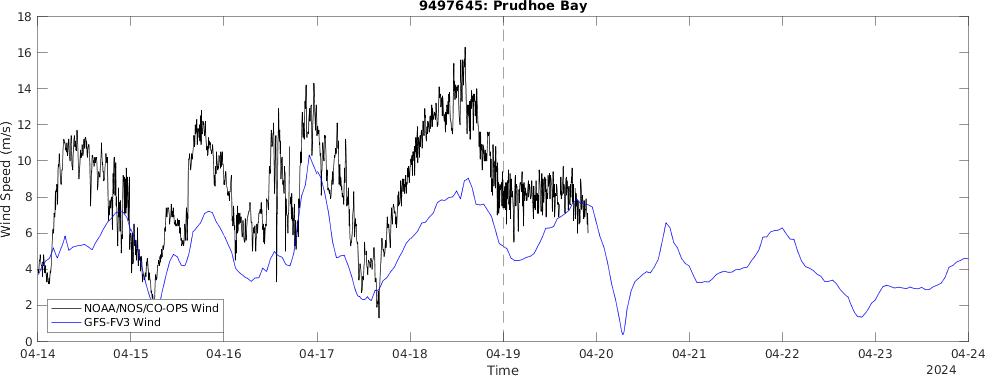 9497645: Prudhoe Bay
18
16
14
12
10
8
6
4
2
0
Wind Speed (m/s)
NOAA/NOS/CO-OPS Wind
GFS-FV3 Wind
04-14 04-15 04-16 04-17 04-18 04-19 04-20 04-21 04-22 04-23 04-24
Time
2024